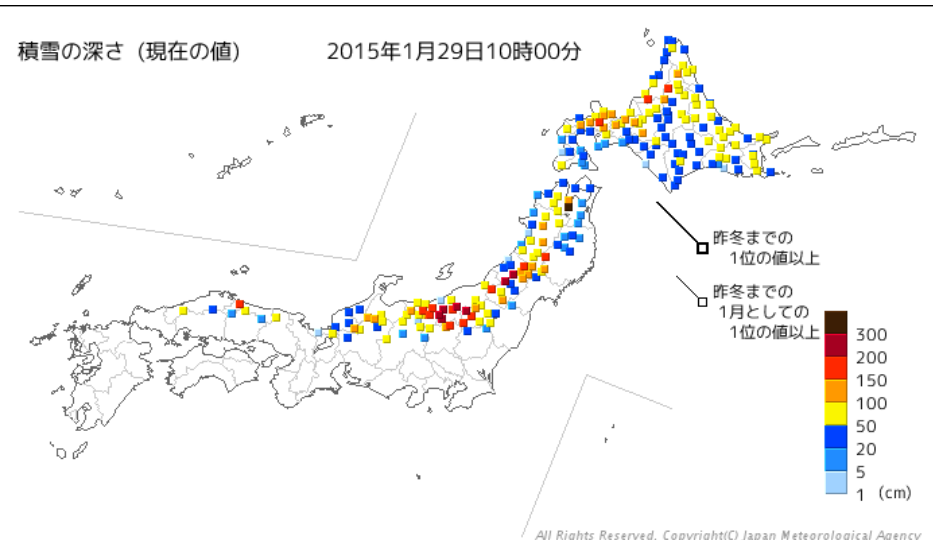 積雪の深さ (現在の値)
2015年1月29日10時00分
昨冬までの
1位の値以上
昨冬までの
1月としての
1位の値以上
300
200
150
100
50
20
5
1 (cm)
All Rights Reserved. Copyright(C) Japan Meteorological Agency